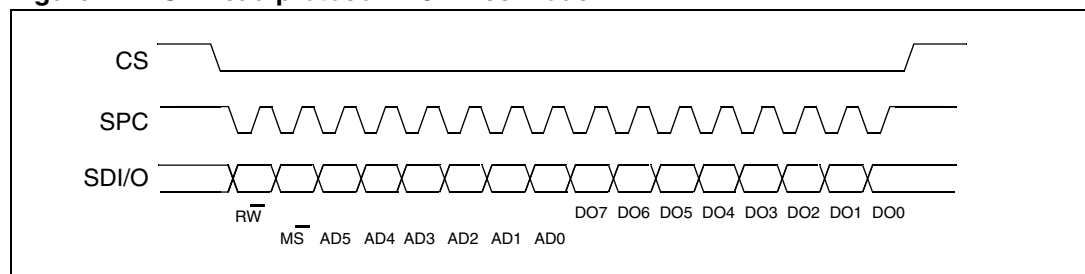 CS
SPC
SDI/O
RW
DO7 DO6 DO5 DO4 DO3 DO2 DO1 DO0
MS AD5 AD4 AD3 AD2 AD1 AD0